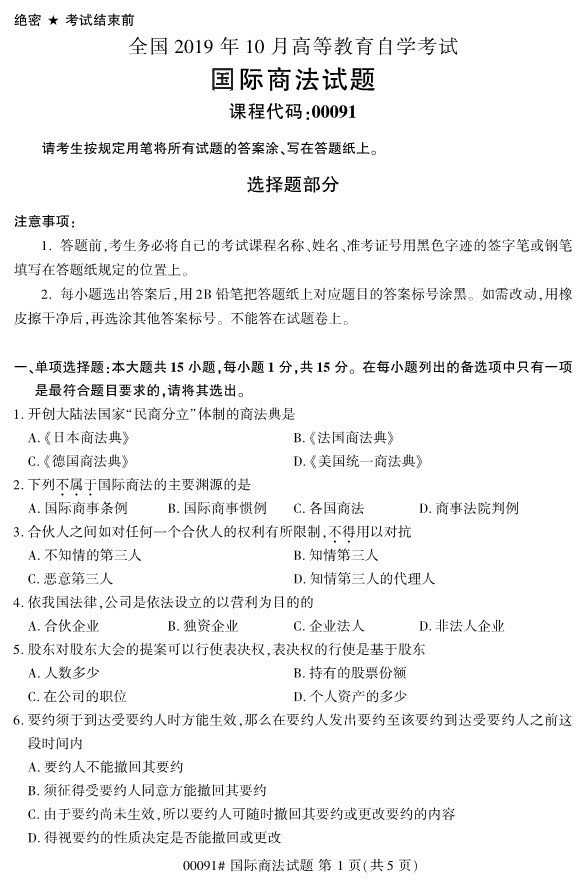 绝密 ★ 考试结束前
全国 2019 年 10 月高等教育自学考试
国际商法试题
课程代码:00091
请考生按规定用笔将所有试题的答案涂、写在答题纸上。
选择题部分
注意事项:
1. 答题前,考生务必将自己的考试课程名称、姓名、准考证号用黑色字迹的签字笔或钢笔
填写在答题纸规定的位置上。
2. 每小题选出答案后,用 2B 铅笔把答题纸上对应题目的答案标号涂黑。如需改动,用橡
皮擦干净后,再选涂其他答案标号。不能答在试题卷上。
一、单项选择题:本大题共 15 小题,每小题 1 分,共 15 分。在每小题列出的备选项中只有一项
是最符合题目要求的,请将其选出。
1. 开创大陆法国家“民商分立”体制的商法典是
A.《日本商法典》 B.《法国商法典》
C.《德国商法典》 D.《美国统一商法典》
2. 下列不属于国际商法的主要渊源的是
A. 国际商事条例 B. 国际商事惯例 C. 各国商法 D. 商事法院判例
3. 合伙人之间如对任何一个合伙人的权利有所限制,不得用以对抗
A. 不知情的第三人 B. 知情第三人
C. 恶意第三人 D. 知情第三人的代理人
4. 依我国法律,公司是依法设立的以营利为目的的
A. 合伙企业 B. 独资企业 C. 企业法人 D. 非法人企业
5. 股东对股东大会的提案可以行使表决权,表决权的行使是基于股东
A. 人数多少 B. 持有的股票份额
C. 在公司的职位 D. 个人资产的多少
6. 要约须于到达受要约人时方能生效,那么在要约人发出要约至该要约到达受要约人之前这
段时间内
A. 要约人不能撤回其要约
B. 须征得受要约人同意方能撤回其要约
C. 由于要约尚未生效,所以要约人可随时撤回其要约或更改要约的内容
D. 得视要约的性质决定是否能撤回或更改
00091# 国际商法试题 第 1 页(共 5 页)